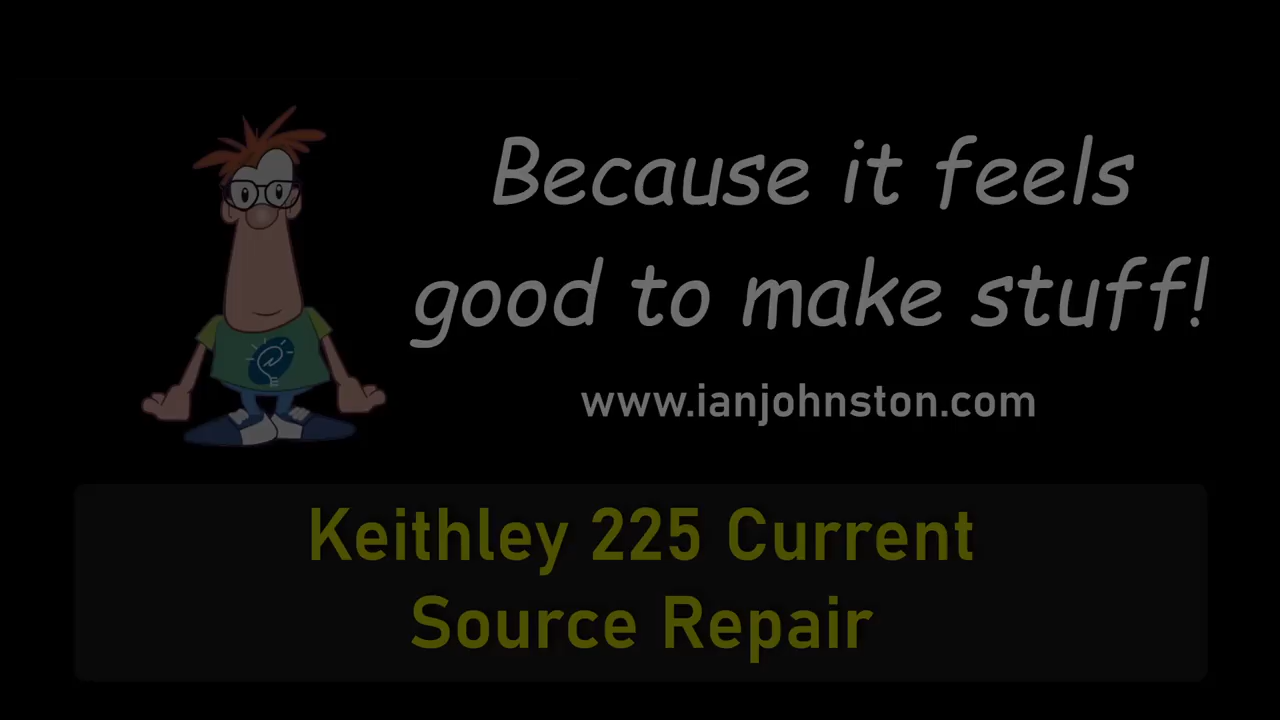 Because it feels
good to make stuff!
www.ianjohnston.com
Keithley 225 Current
Source Repair